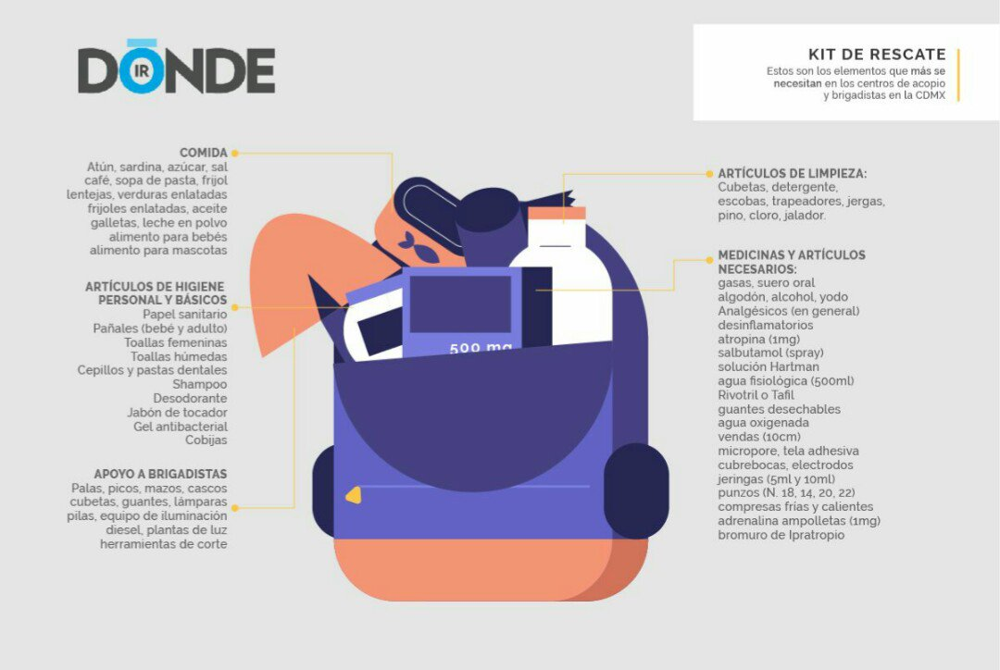 DŌNDE
IR
KIT DE RESCATE
Estos son los elementos que más se
necesitan en los centros de acopio
y brigadistas en la CDMX
COMIDA
Atún, sardina, azúcar, sal
café, sopa de pasta, frijol
lentejas, verduras enlatadas
frijoles enlatadas, aceite
galletas, leche en polvo
alimento para bebés
alimento para mascotas
ARTÍCULOS DE HIGIENE
PERSONAL Y BÁSICOS
Papel sanitario
Pañales (bebé y adulto)
Toallas femeninas
Toallas húmedas
Cepillos y pastas dentales
Shampoo
Desodorante
Jabón de tocador
Gel antibacterial
Cobijas
APOYO A BRIGADISTAS
Palas, picos, mazos, cascos
cubetas, guantes, lámparas
pilas, equipo de iluminación
diesel, plantas de luz
herramientas de corte
500 mg
ARTÍCULOS DE LIMPIEZA:
Cubetas, detergente,
escobas, trapeadores, jergas,
pino, cloro, jalador.
MEDICINAS Y ARTÍCULOS
NECESARIOS:
gasas, suero oral
algodón, alcohol, yodo
Analgésicos (en general)
desinflamatorios
atropina (1mg)
salbutamol (spray)
solución Hartman
agua fisiológica (500ml)
Rivotril o Tafil
guantes desechables
agua oxigenada
vendas (10cm)
micropore, tela adhesiva
cubrebocas, electrodos
jeringas (5ml y 10ml)
punzos (N. 18, 14, 20, 22)
compresas frías y calientes
adrenalina ampolletas (1mg)
bromuro de Ipratropio